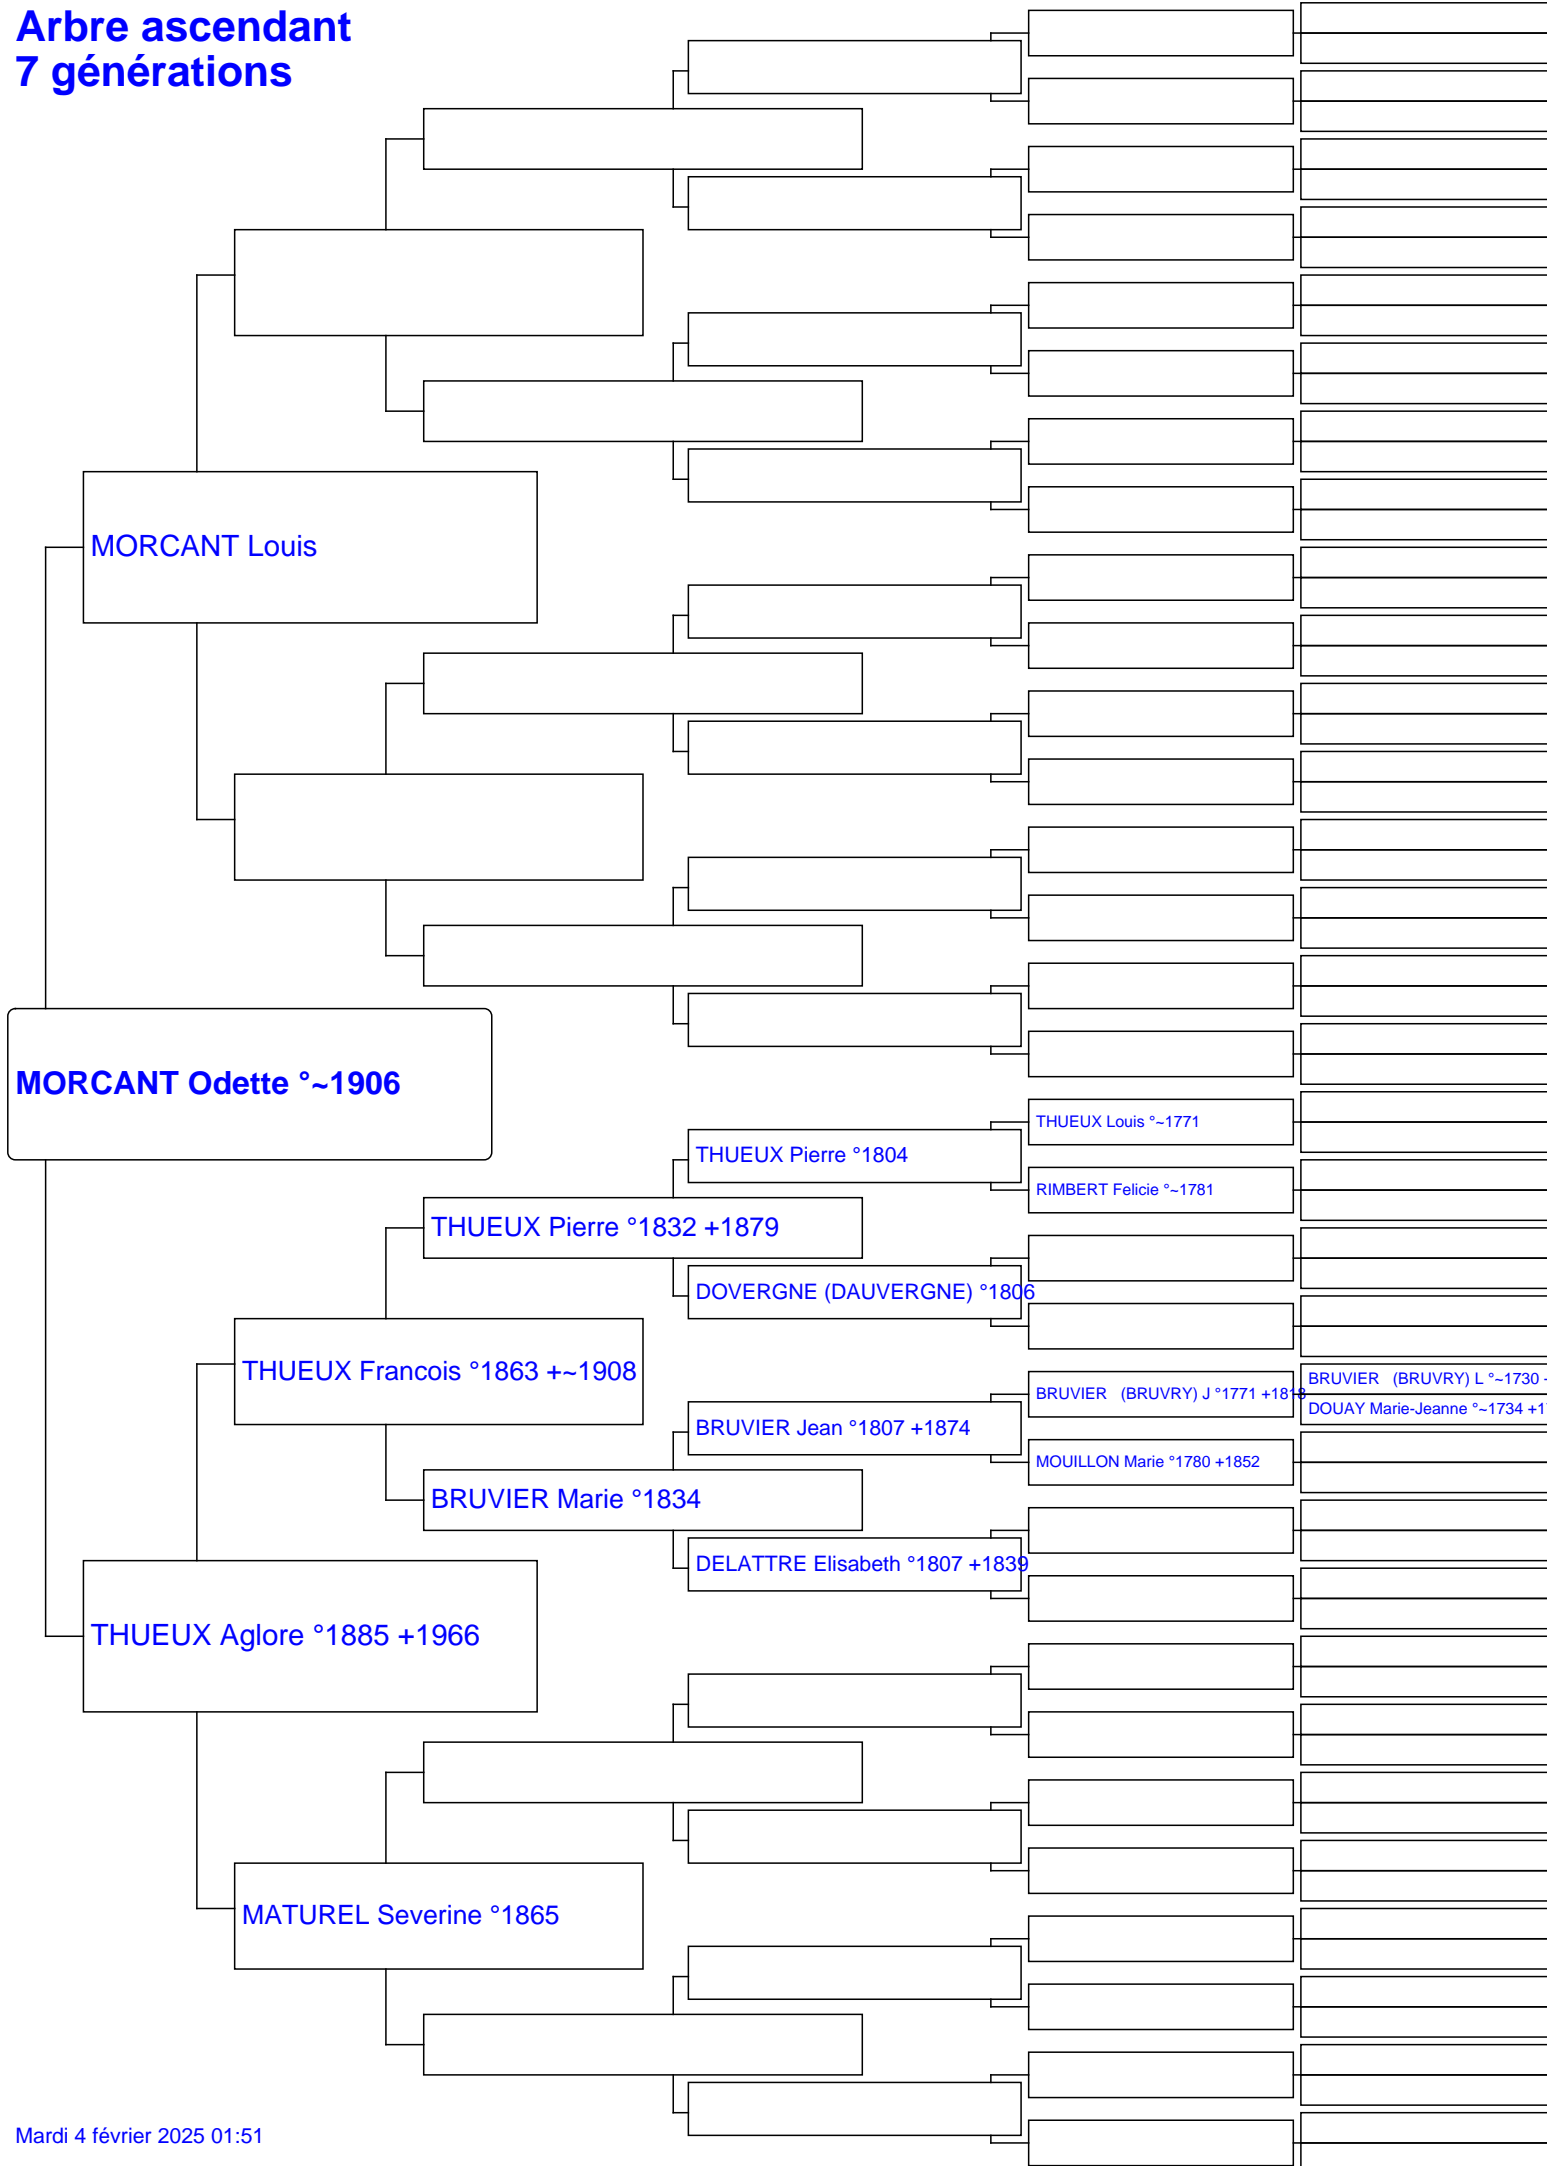 Arbre ascendant
7 générations
MORCANT Louis
MORCANT Odette °~1906
THUEUX Louis °~1771
THUEUX Pierre °1804
RIMBERT Felicie °~1781
THUEUX Pierre °1832 +1879
DOVERGNE (DAUVERGNE) °1806
THUEUX Francois °1863 +~1908
BRUVIER (BRUVRY) L °~1730
BRUVIER (BRUVRY) J °1771 +1818
DOUAY Marie-Jeanne °~1734
BRUVIER Jean °1807 +1874
MOUILLON Marie °1780 +1852
BRUVIER Marie °1834
DELATTRE Elisabeth °1807 +1839
THUEUX Aglore °1885 +1966
MATUREL Severine °1865
Mardi 4 février 2025 01:51